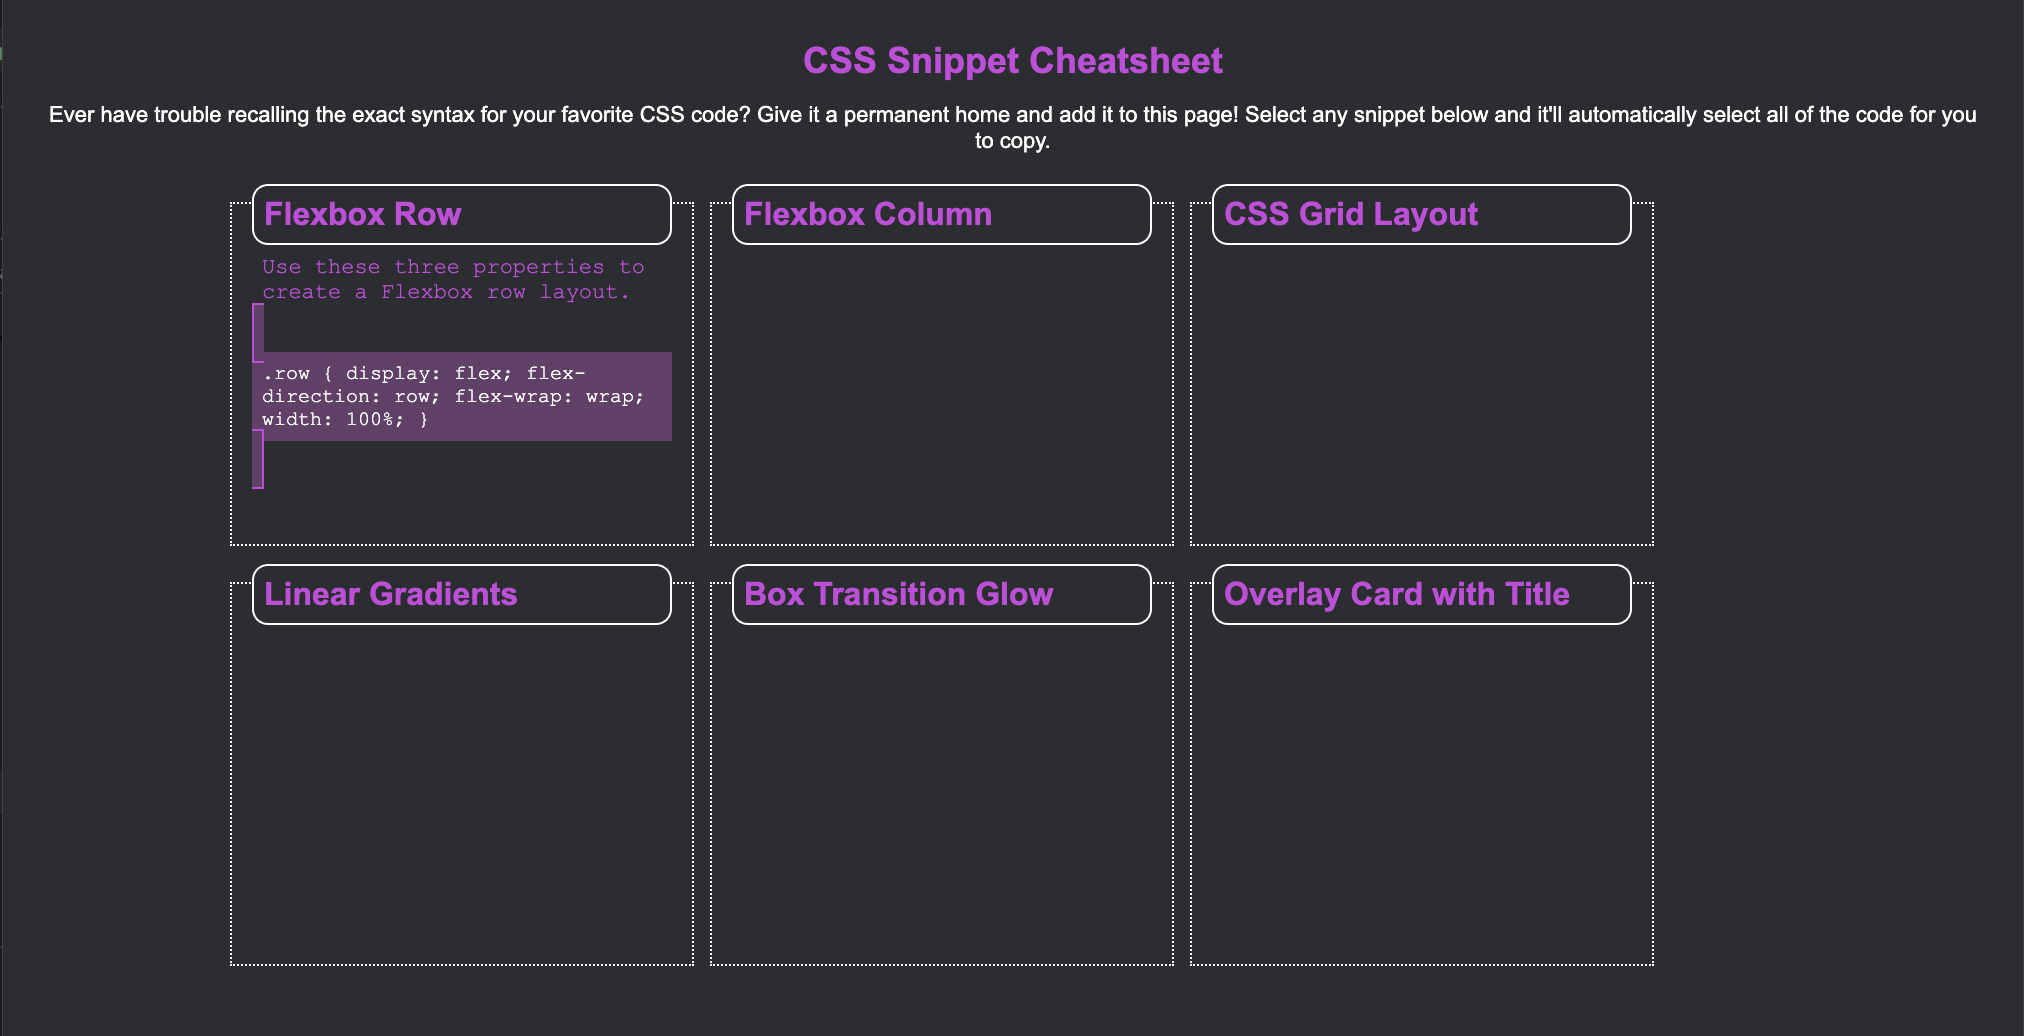 CSS Snippet Cheatsheet
Ever have trouble recalling the exact syntax for your favorite CSS code? Give it a permanent home and add it to this page! Select any snippet below and it'll automatically select all of the code for you
to copy.
Flexbox Row
Use these three properties to
create a Flexbox row layout.
.row { display: flex; flex-
direction: row; flex-wrap: wrap;
width: 100%; }
Flexbox Column
CSS Grid Layout
Linear Gradients
Box Transition Glow
Overlay Card with Title